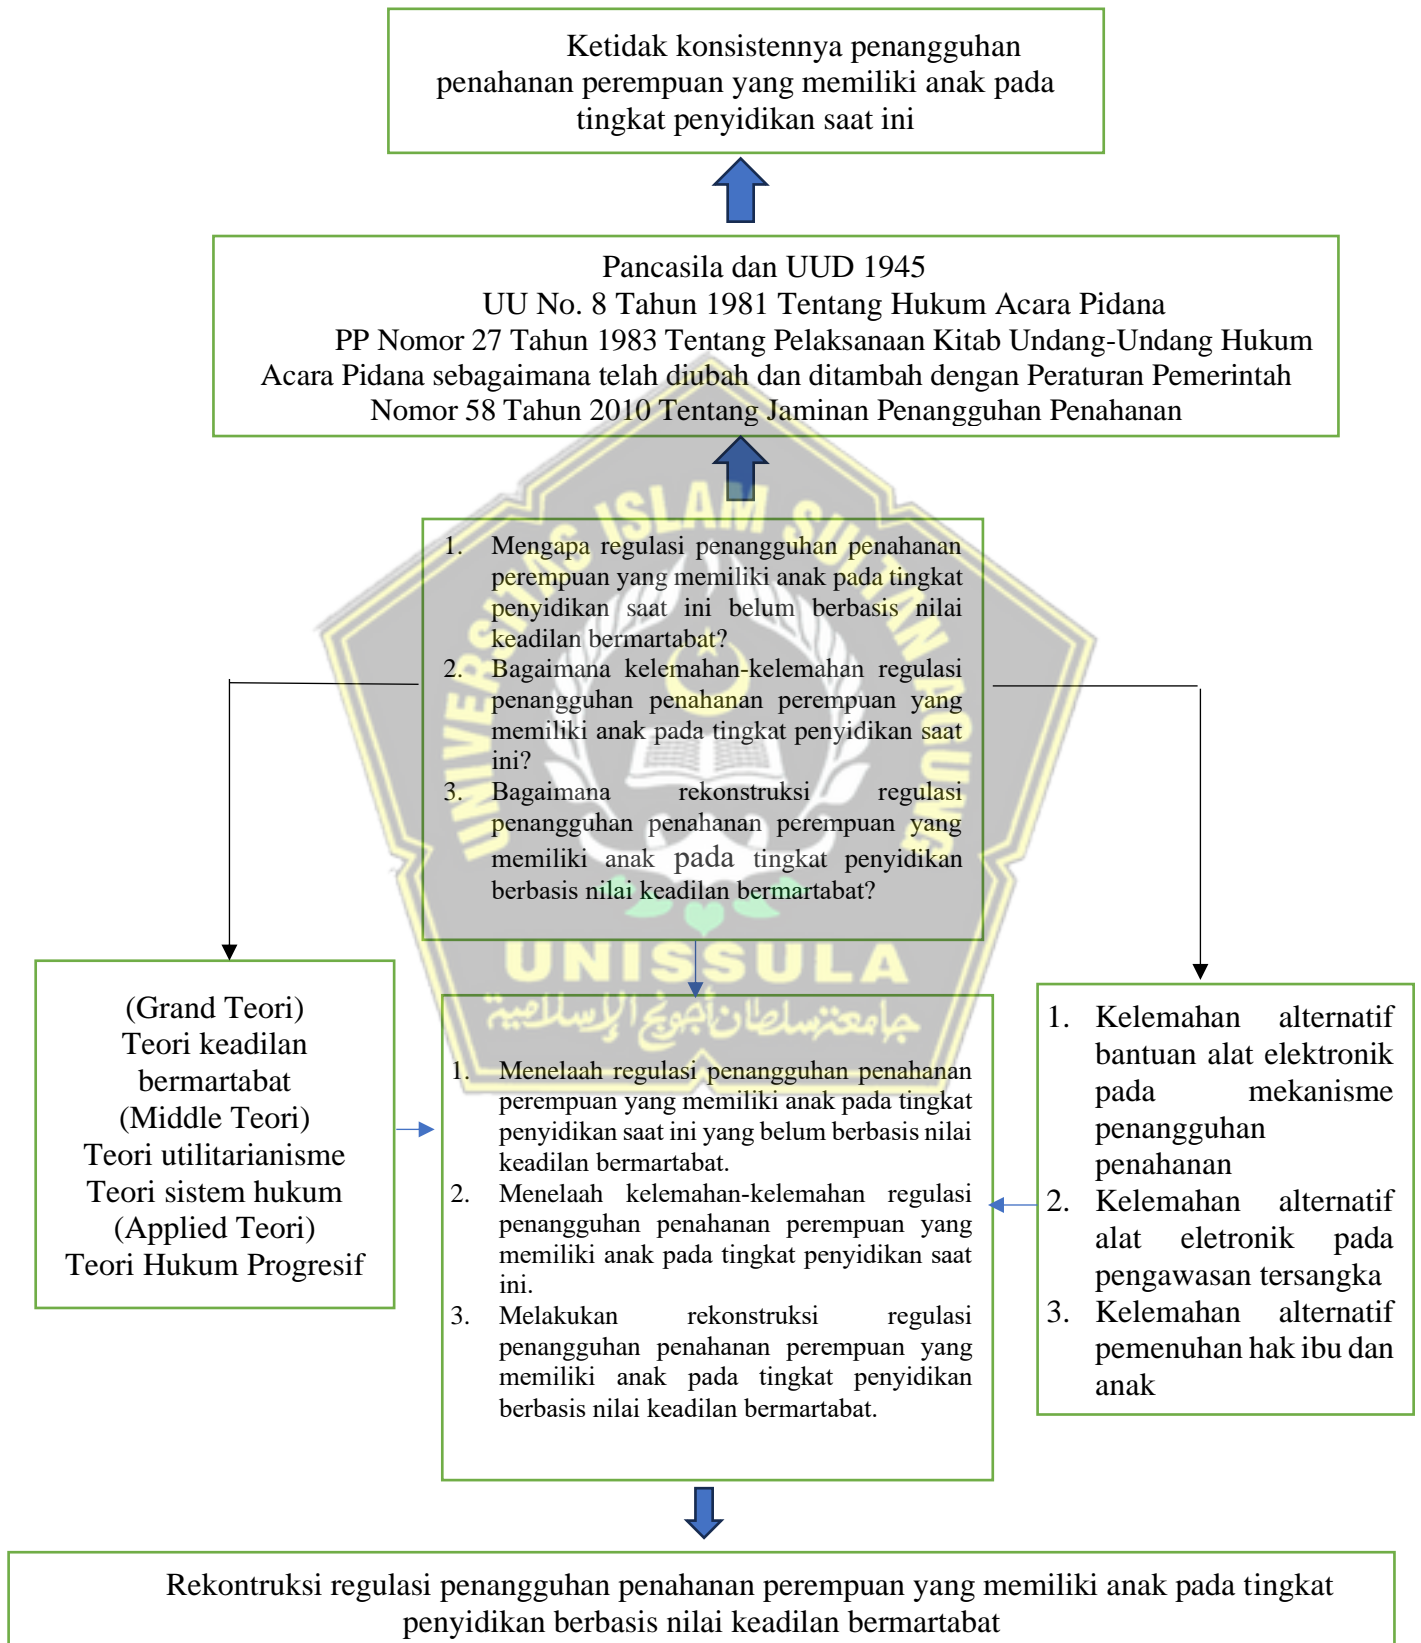 Ketidak konsistennya penangguhan
penahanan perempuan yang memiliki anak pada
tingkat penyidikan saat ini
Pancasila dan UUD 1945
UU No. 8 Tahun 1981 Tentang Hukum Acara Pidana
PP Nomor 27 Tahun 1983 Tentang Pelaksanaan Kitab Undang-Undang Hukum
Acara Pidana sebagaimana telah diubah dan ditambah dengan Peraturan Pemerintah
Nomor 58 Tahun 2010 Tentang Jaminan Penangguhan Penahanan
UNIVERSITAS ISLAM SULTAN AGUNG
1. Mengapa regulasi penangguhan penahanan
perempuan yang memiliki anak pada tingkat
penyidikan saat ini belum berbasis nilai
keadilan bermartabat?
2. Bagaimana kelemahan-kelemahan regulasi
penangguhan penahanan perempuan yang
memiliki anak pada tingkat penyidikan saat
ini?
3. Bagaimana rekonstruksi regulasi
penangguhan penahanan perempuan yang
memiliki anak pada tingkat penyidikan
berbasis nilai keadilan bermartabat?
UNISSULA
جامعتنسلطان أجونج الإسلامية
(Grand Teori)
Teori keadilan
bermartabat
(Middle Teori)
Teori utilitarianisme
Teori sistem hukum
(Applied Teori)
Teori Hukum Progresif
1. Menelaah regulasi penangguhan penahanan
perempuan yang memiliki anak pada tingkat
penyidikan saat ini yang belum berbasis nilai
keadilan bermartabat.
2. Menelaah kelemahan-kelemahan regulasi
penangguhan penahanan perempuan yang
memiliki anak pada tingkat penyidikan saat
ini.
3. Melakukan rekonstruksi regulasi
penangguhan penahanan perempuan yang
memiliki anak pada tingkat penyidikan
berbasis nilai keadilan bermartabat.
1. Kelemahan alternatif
bantuan alat elektronik
pada mekanisme
penangguhan
penahanan
2. Kelemahan alternatif
alat eletronik pada
pengawasan tersangka
3. Kelemahan alternatif
pemenuhan hak ibu dan
anak
Rekontruksi regulasi penangguhan penahanan perempuan yang memiliki anak pada tingkat
penyidikan berbasis nilai keadilan bermartabat